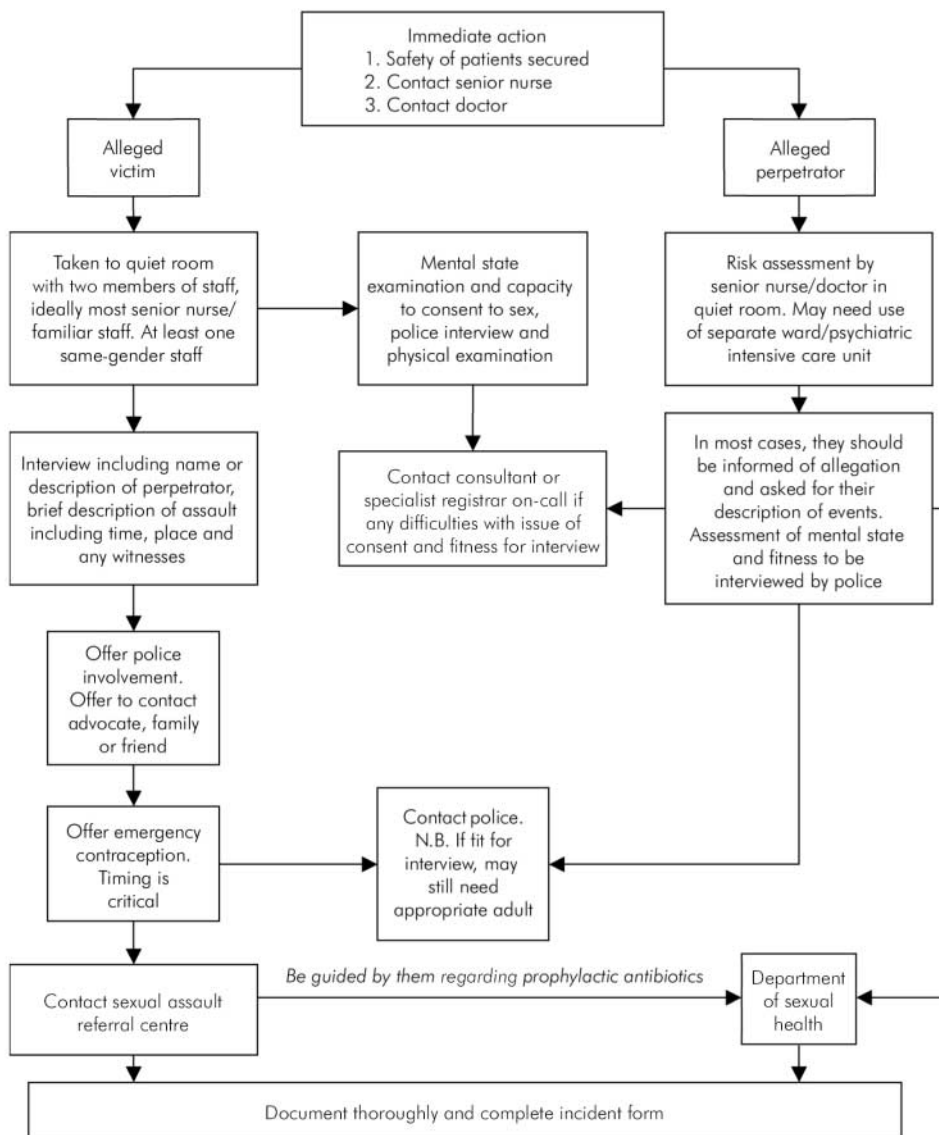 Immediate action
1. Safety of patients secured
2. Contact senior nurse
3. Contact doctor
Alleged
victim
Alleged
perpetrator
Taken to quiet room
with two members of staff,
ideally most senior nurse/
familiar staff. At least one
same-gender staff
Mental state
examination and capacity
to consent to sex,
police interview and
physical examination
Risk assessment by
senior nurse/doctor in
quiet room. May need use
of separate ward/psychiatric
intensive care unit
Interview including name or
description of perpetrator,
brief description of assault
including time, place and
any witnesses
Contact consultant or
specialist registrar on-call if
any difficulties with issue of
consent and fitness for interview
In most cases, they should
be informed of allegation
and asked for their
description of events.
Assessment of mental state
and fitness to be
interviewed by police
Offer police
involvement.
Offer to contact
advocate, family
or friend
Offer emergency
contraception.
Timing is
critical
Contact police.
N.B. If fit for
interview, may
still need
appropriate adult
Contact sexual assault
referral centre
Be guided by them regarding prophylactic antibiotics
Department
of sexual
health
Document thoroughly and complete incident form